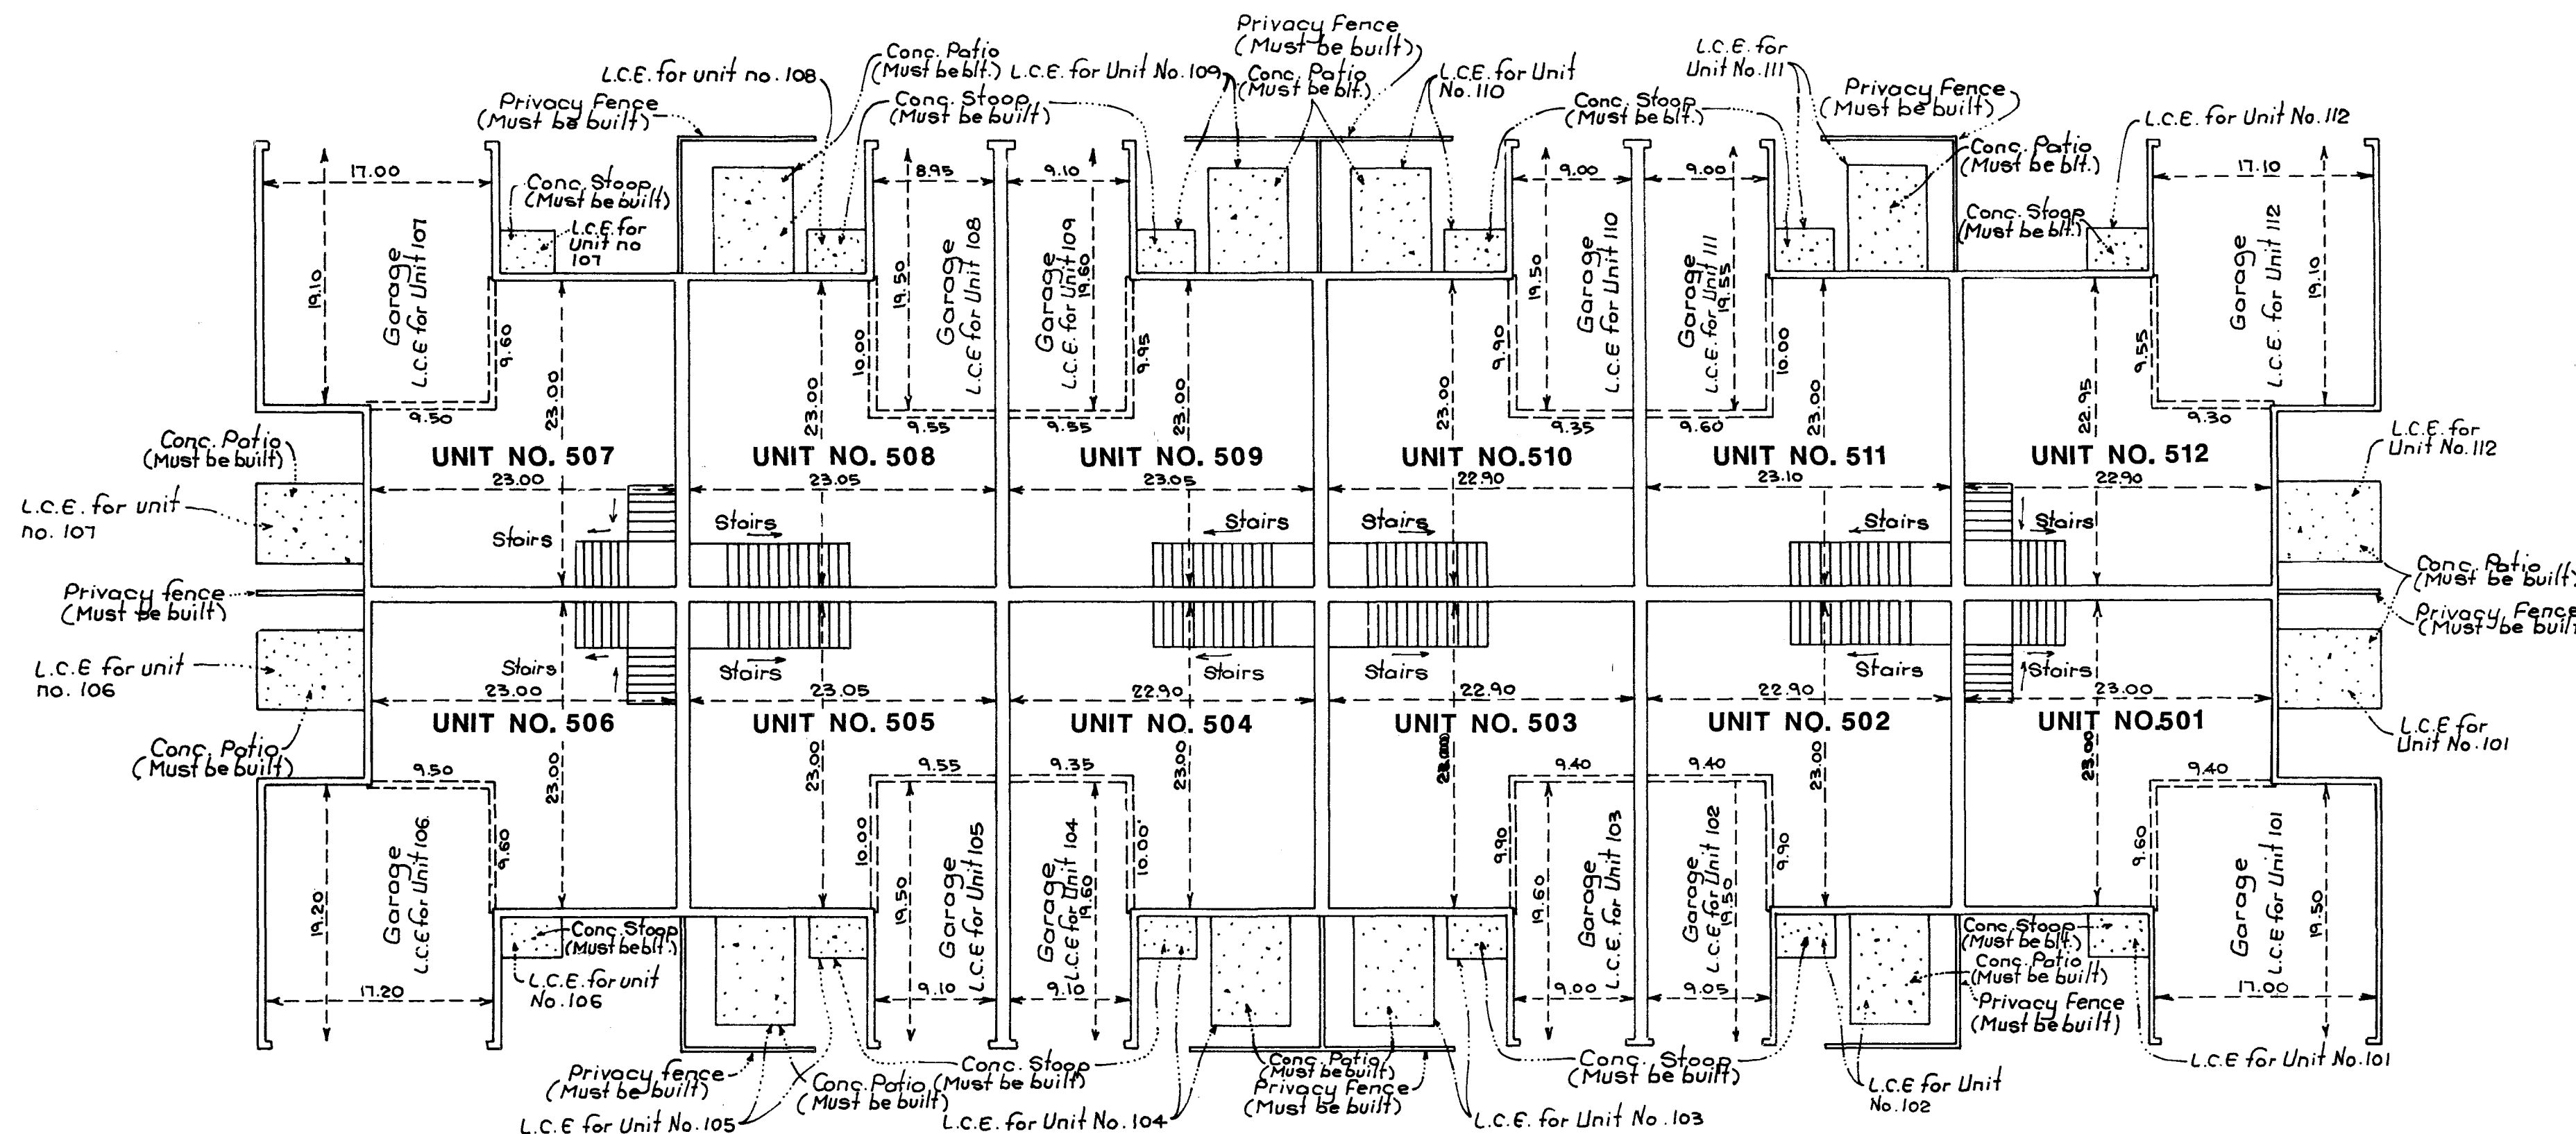 Privacy Fence
(Must be built)
L.C.E. for unit no. 108
Conc. Patio
(Must be blt.)
L.C.E. for Unit No. 109
Conc. Patio
(Must be blt.)
L.C.E. for Unit
No. 110
L.C.E. for
Unit No. 111
Privacy Fence
(Must be built)
Privacy Fence
(Must be built)
Conc. Stoop
(Must be built)
Conc. Stoop
(Must be blt.)
L.C.E. for Unit No. 112
Conc. Patio
(Must be blt.)
17.00
8.95
9.10
9.00
9.00
17.10
Conc. Stoop
(Must be built)
L.C.E. for
Unit no
107
Conc. Stoop
(Must be blt.)
19.10
Garage
L.C.E for Unit 107
9.60
9.50
23.00
23.00
10.00
19.50
Garage
L.C.E for Unit 108
9.55
Garage
L.C.E. for Unit 109
19.60
9.95
9.55
23.00
23.00
9.90
19.50
Garage
L.C.E for Unit 110
9.35
Garage
L.C.E. for Unit 111
19.55
10.00
9.60
23.00
22.95
9.55
9.30
Garage
L.C.E. for Unit 112
19.10
Conc. Patio
(Must be built)
L.C.E. for unit
no. 107
UNIT NO. 507
23.00
UNIT NO. 508
23.05
UNIT NO. 509
23.05
UNIT NO.510
22.90
UNIT NO. 511
23.10
UNIT NO. 512
22.90
L.C.E. for
Unit No.112
Stairs
Stairs
Stairs
Stairs
Stairs
Stairs
Privacy fence
(Must be built)
Conc. Patio
(Must be built)
Privacy Fence
(Must be built
L.C.E for unit
no. 106
Stairs
Stairs
Stairs
Stairs
Stairs
Stairs
23.00
UNIT NO. 506
23.05
UNIT NO. 505
22.90
UNIT NO. 504
22.90
UNIT NO. 503
22.90
UNIT NO. 502
23.00
UNIT NO.501
L.C.E for
Unit No.101
Conc. Patio
(Must be built)
9.50
9.60
23.00
23.00
10.00
9.55
9.35
10.00
23.00
9.90
9.40
9.40
9.90
23.00
23.00
9.60
9.40
19.20
Garage
L.C.E for Unit 106
19.50
Garage
L.C.E for Unit 105
Garage
L.C.E for Unit 104
19.60
19.60
Garage
L.C.E for Unit 103
Garage
L.C.E for Unit 102
19.50
Garage
L.C.E for Unit 101
19.50
17.20
9.10
9.10
9.00
9.05
17.00
Conc. Stoop
(Must be blt.)
L.C.E. for unit
No. 106
Conc. Stoop
(Must be blt.)
Conc. Patio
(Must be built)
Privacy Fence
(Must be built)
Privacy fence
(Must be built)
Conc. Patio
(Must be built)
Conc. Stoop
(Must be built)
Conc. Patio
(Must be built)
Privacy Fence
(Must be built)
Conc. Stoop
(Must be built)
L.C.E for Unit
No. 102
L.C.E for Unit No.101
L.C.E for Unit No. 105
L.C.E. for Unit No. 104
L.C.E. for Unit No. 103